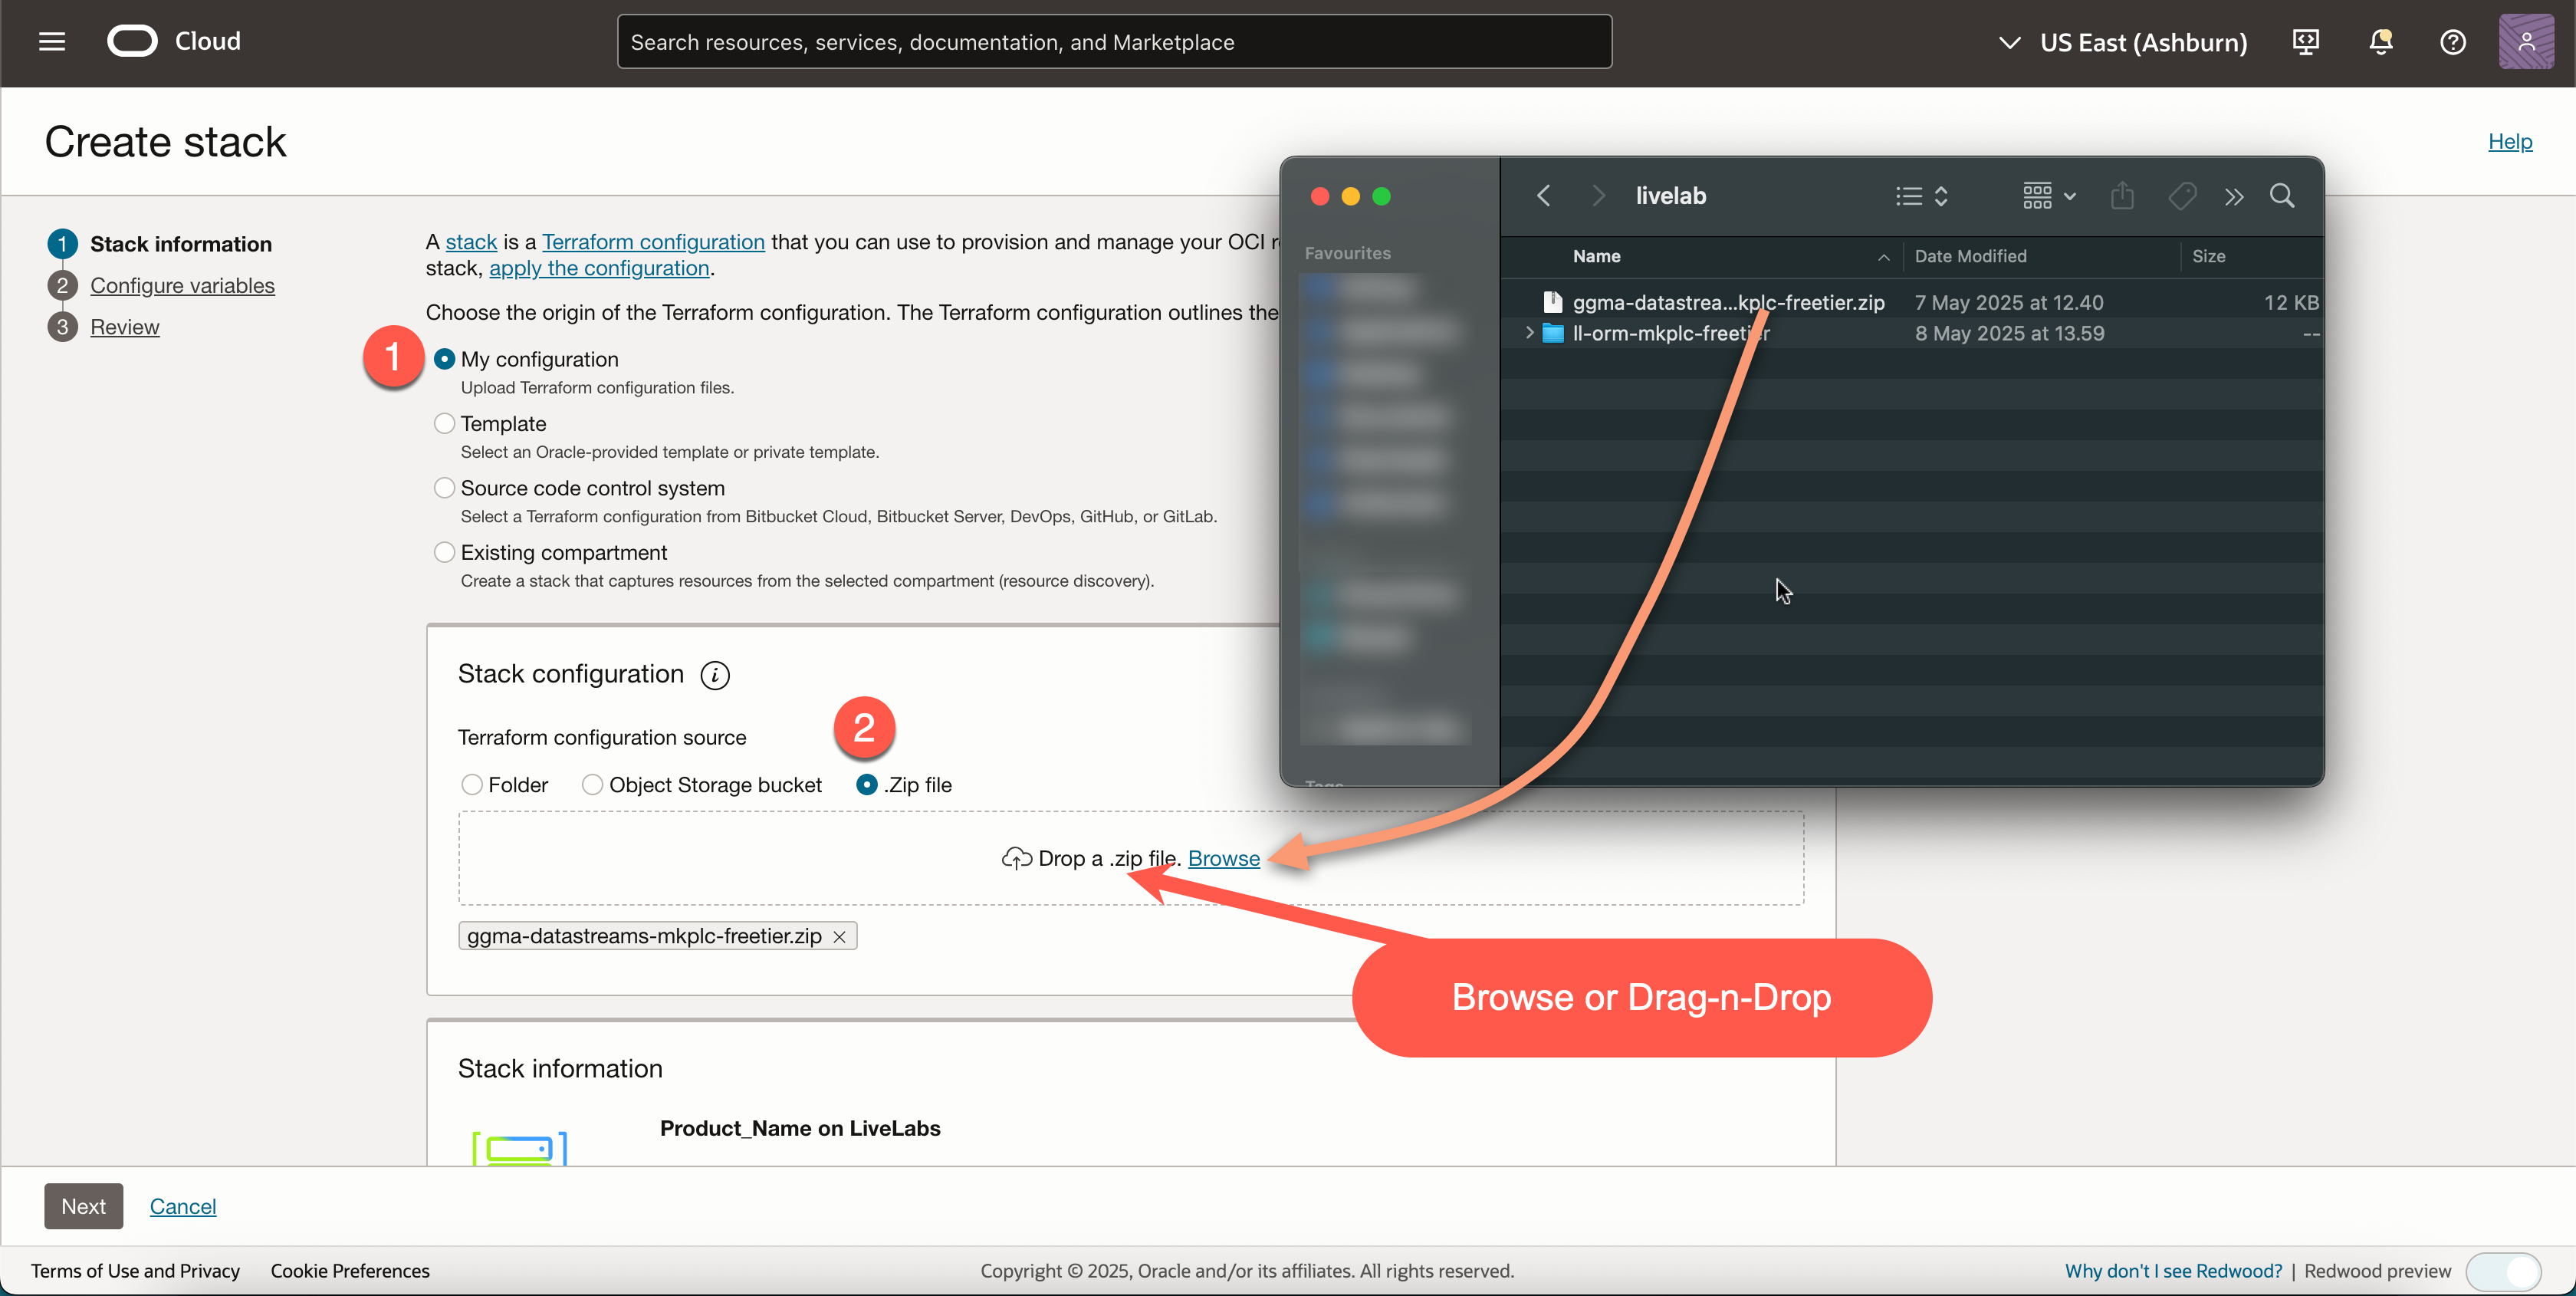 Cloud
Search resources, services, documentation, and Marketplace
US East (Ashburn)
Create stack
Help
1 Stack information
2 Configure variables
3 Review
A stack is a Terraform configuration that you can use to provision and manage your OCI r
stack, apply the configuration.
Choose the origin of the Terraform configuration. The Terraform configuration outlines the
1
My configuration
Upload Terraform configuration files.
Template
Select an Oracle-provided template or private template.
Source code control system
Select a Terraform configuration from Bitbucket Cloud, Bitbucket Server, DevOps, GitHub, or GitLab.
Existing compartment
Create a stack that captures resources from the selected compartment (resource discovery).
livelab
Favourites
Name Date Modified Size
ggma-datastrea...kplc-freetier.zip 7 May 2025 at 12.40 12 KB
ll-orm-mkplc-freetier 8 May 2025 at 13.59 --
Tags
Stack configuration
2
Terraform configuration source
Folder Object Storage bucket .Zip file
Drop a .zip file. Browse
ggma-datastreams-mkplc-freetier.zip
Browse or Drag-n-Drop
Stack information
Product_Name on LiveLabs
Next Cancel
Terms of Use and Privacy Cookie Preferences Copyright © 2025, Oracle and/or its affiliates. All rights reserved. Why don't I see Redwood? | Redwood preview